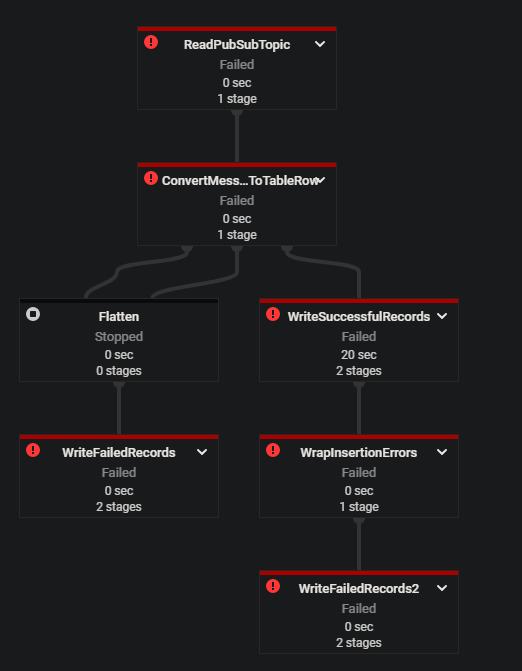 ReadPubSubTopic
Failed
0 sec
1 stage
ConvertMess...ToTableRow
Failed
0 sec
1 stage
Flatten
Stopped
0 sec
0 stages
WriteSuccessfulRecords
Failed
20 sec
2 stages
WriteFailedRecords
Failed
0 sec
2 stages
WrapInsertionErrors
Failed
0 sec
1 stage
WriteFailedRecords2
Failed
0 sec
2 stages